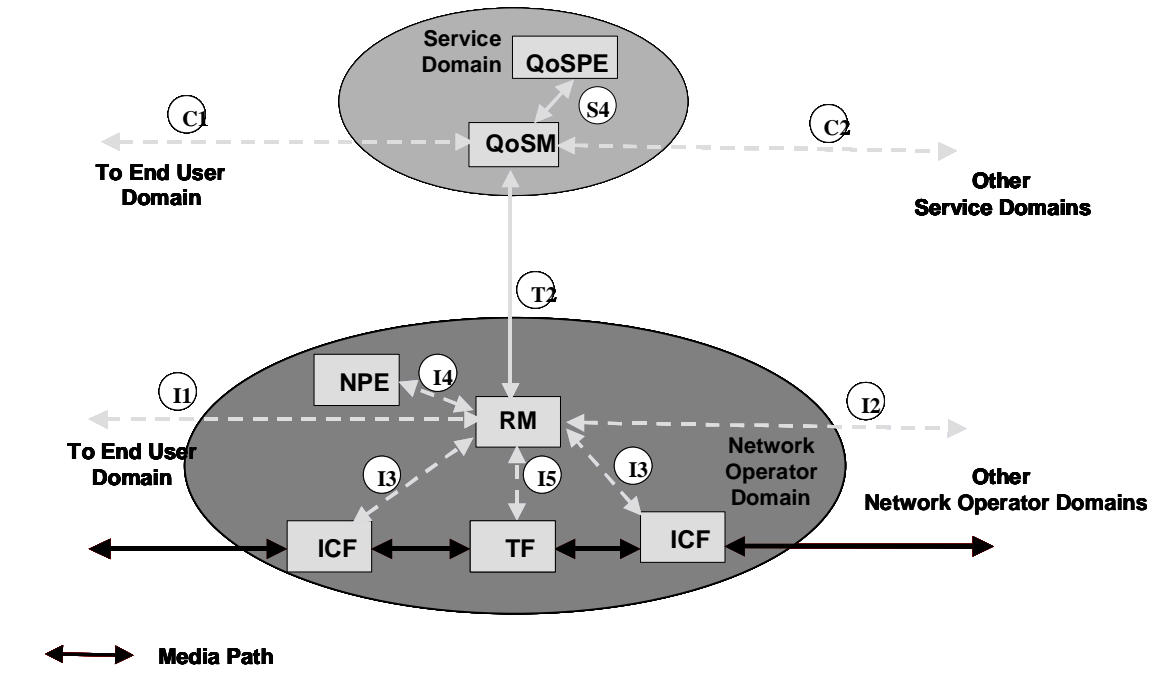 Service
Domain
QoSPE
S4
C1
C2
QoSM
To End User
Domain
Other
Service Domains
T2
NPE
I4
I1
I2
RM
To End User
Domain
Network
Operator
Domain
I3
I5
I3
Other
Network Operator Domains
ICF
TF
ICF
Media Path